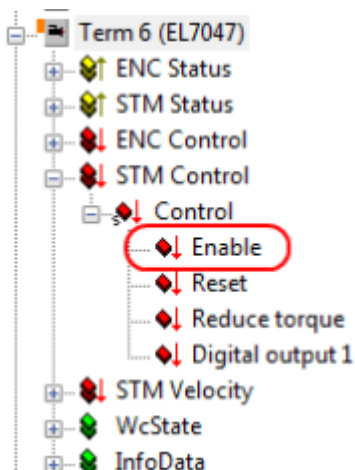 Term 6 (EL7047)
ENC Status
STM Status
ENC Control
STM Control
Control
Enable
Reset
Reduce torque
Digital output 1
STM Velocity
WcState
InfoData